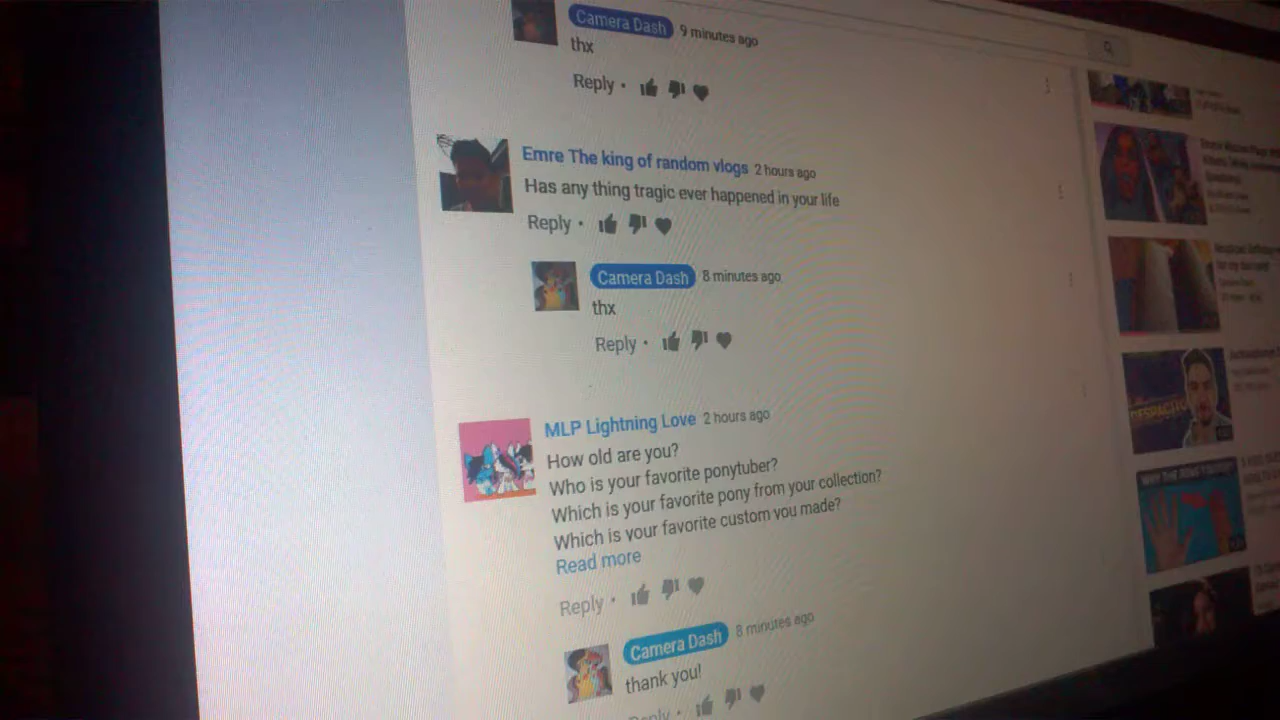 Camera Dash 9 minutes ago
thx
Reply
Emre The king of random vlogs 2 hours ago
Has any thing tragic ever happened in your life
Reply
Camera Dash 8 minutes ago
thx
Reply
MLP Lightning Love 2 hours ago
How old are you?
Who is your favorite ponytuber?
Which is your favorite pony from your collection?
Which is your favorite custom you made?
Read more
Reply
Camera Dash 8 minutes ago
thank you!
Reply